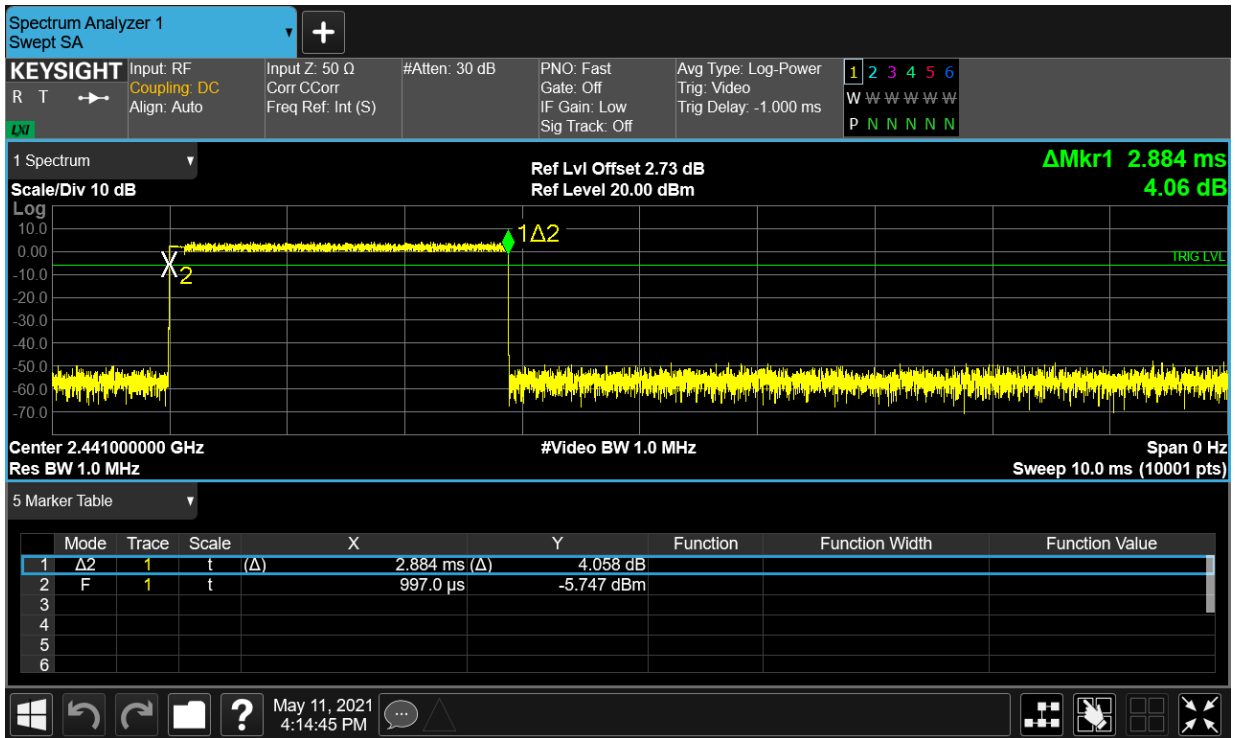 Spectrum Analyzer 1
Swept SA
KEYSIGHT
R T
LXI
Input: RF
Coupling: DC
Align: Auto
Input Z: 50 Ω
Corr CCorr
Freq Ref: Int (S)
#Atten: 30 dB
PNO: Fast
Gate: Off
IF Gain: Low
Sig Track: Off
Avg Type: Log-Power
Trig: Video
Trig Delay: -1.000 ms
1 2 3 4 5 6
W W W W W W
P N N N N N
1 Spectrum
Scale/Div 10 dB
Ref Lvl Offset 2.73 dB
Ref Level 20.00 dBm
ΔMkr1 2.884 ms
4.06 dB
Log
10.0
0.00
-10.0
-20.0
-30.0
-40.0
-50.0
-60.0
-70.0
1Δ2
2
TRIG LVL
Center 2.441000000 GHz
#Video BW 1.0 MHz
Span 0 Hz
Res BW 1.0 MHz
Sweep 10.0 ms (10001 pts)
5 Marker Table
Mode Trace Scale X Y Function Function Width Function Value
1 Δ2 1 t (Δ) 2.884 ms (Δ) 4.058 dB
2 F 1 t 997.0 µs -5.747 dBm
3
4
5
6
?
May 11, 2021
4:14:45 PM